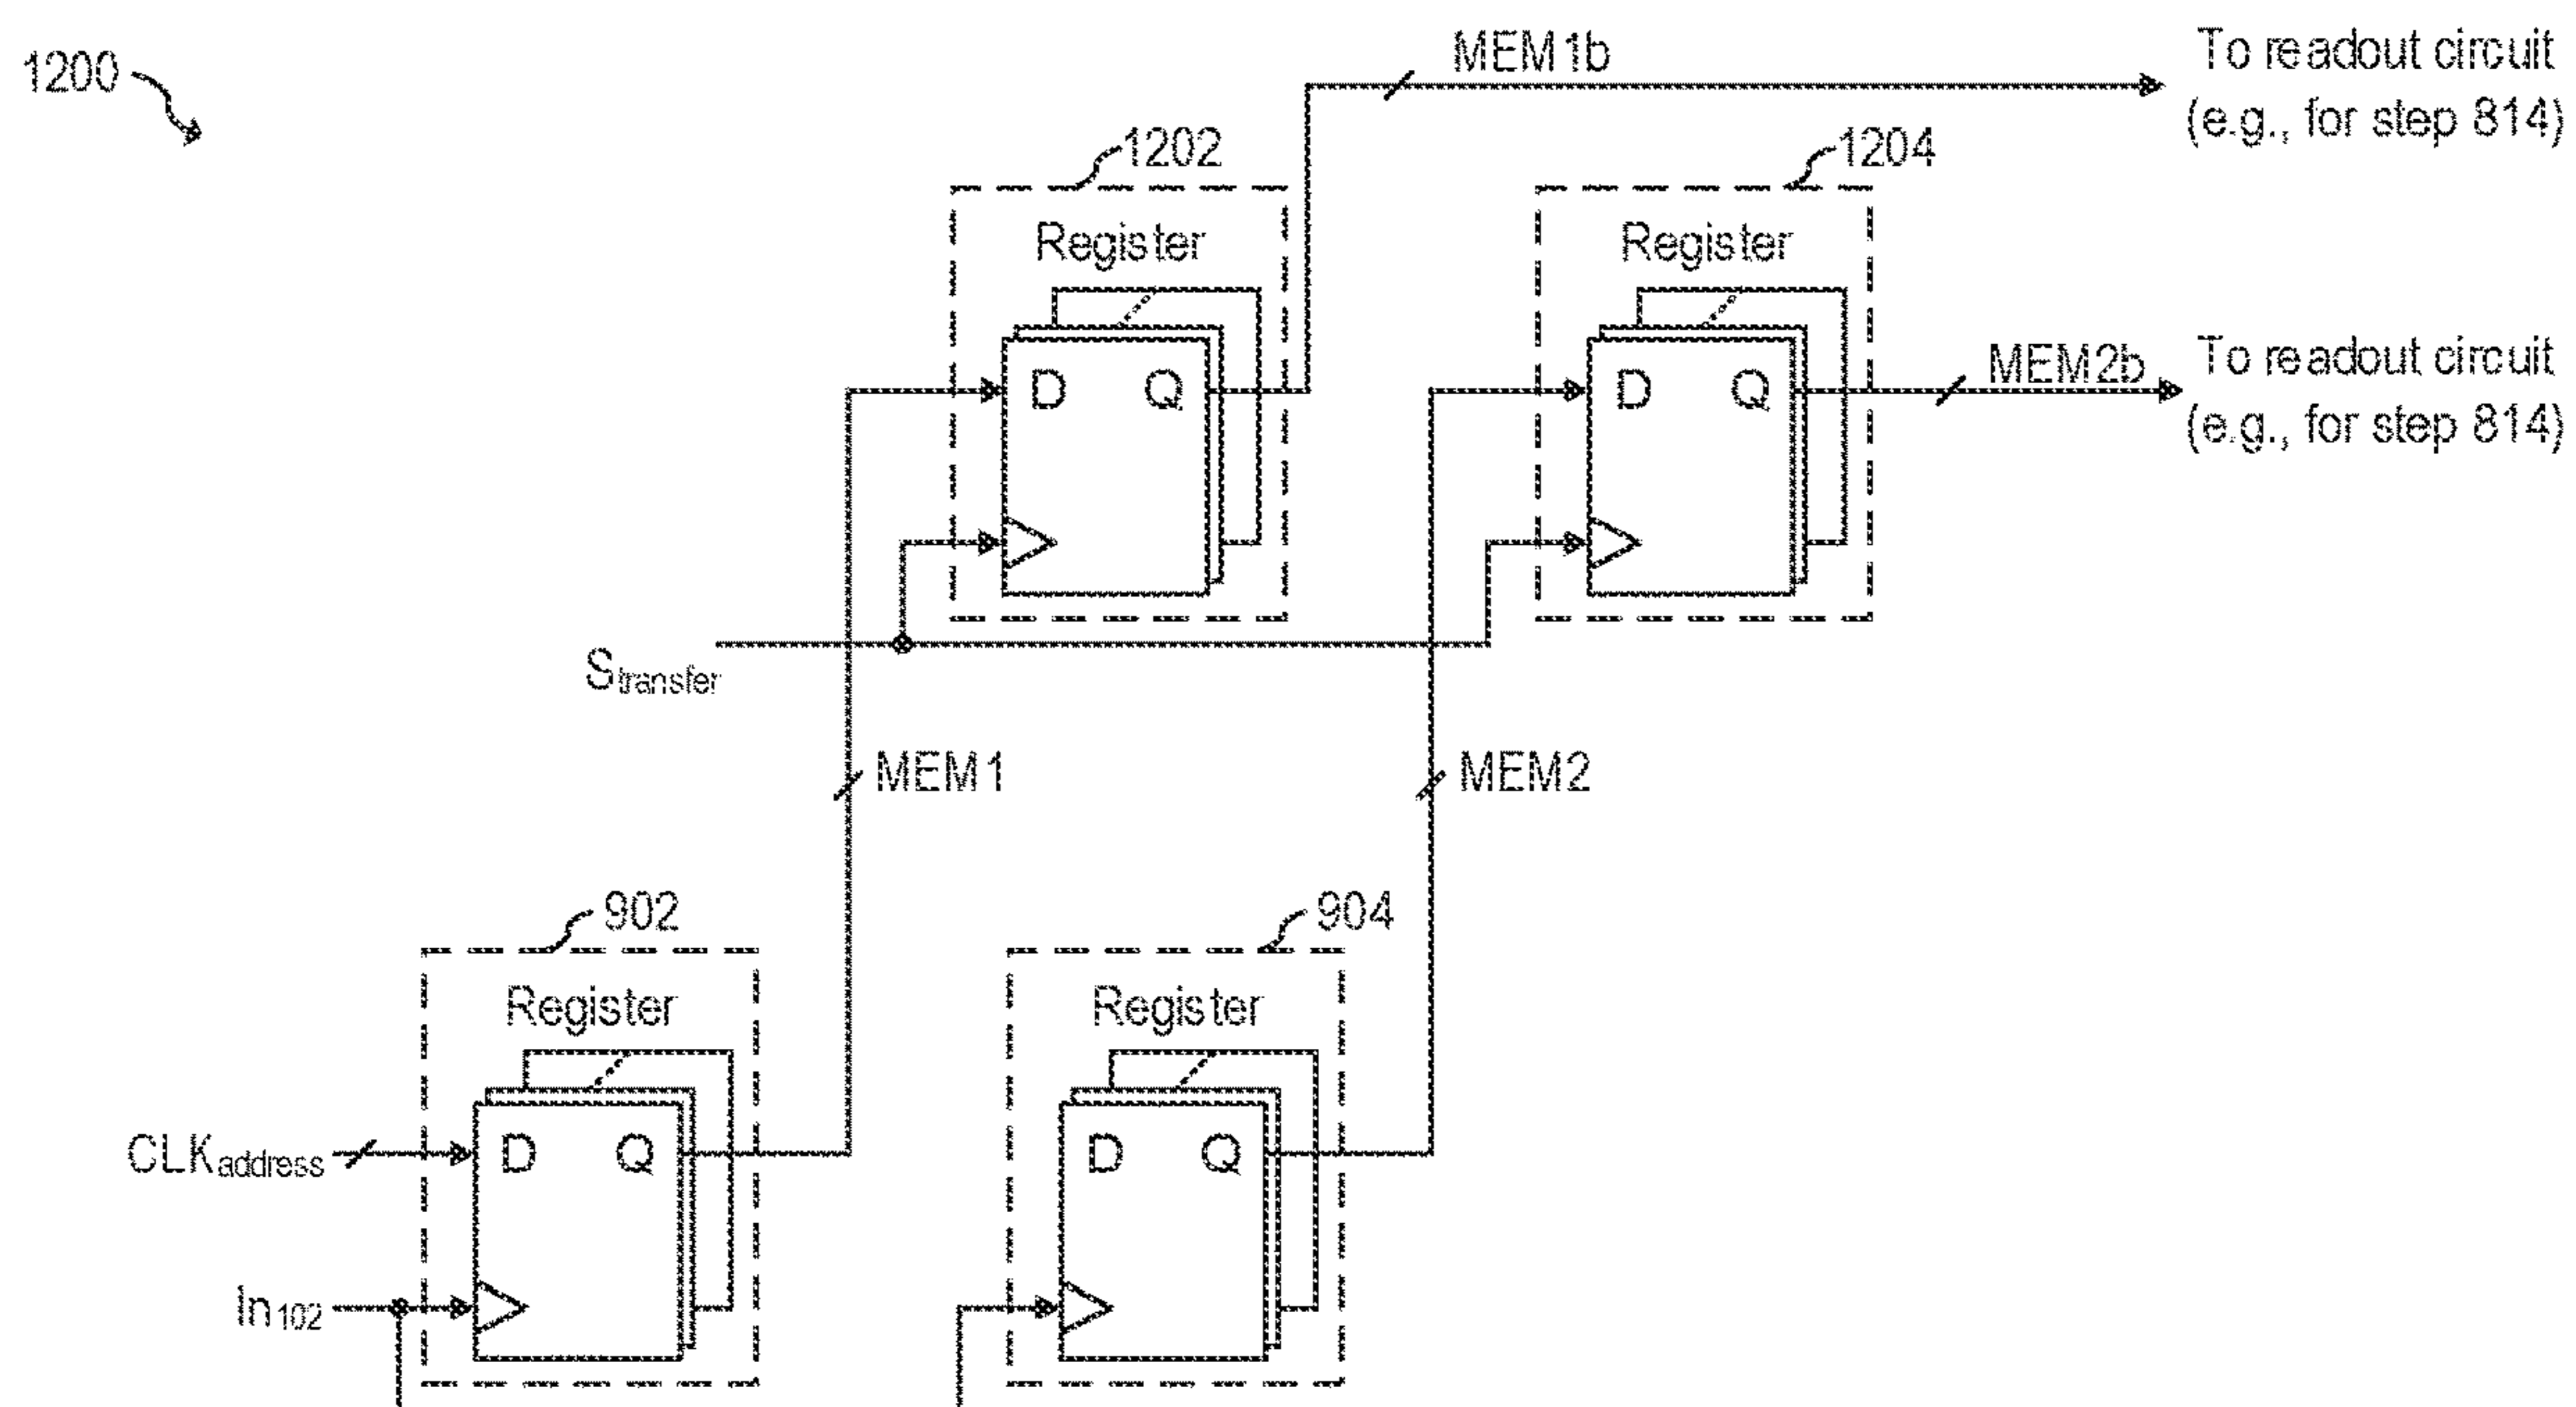 1200
MEM1b
To readout circuit
(e.g., for step 814)
1202
1204
Register
Register
D Q
D Q
MEM2b
To readout circuit
(e.g., for step 814)
Stransfer
MEM1
MEM2
902
904
Register
Register
CLKaddress
D Q
D Q
In102